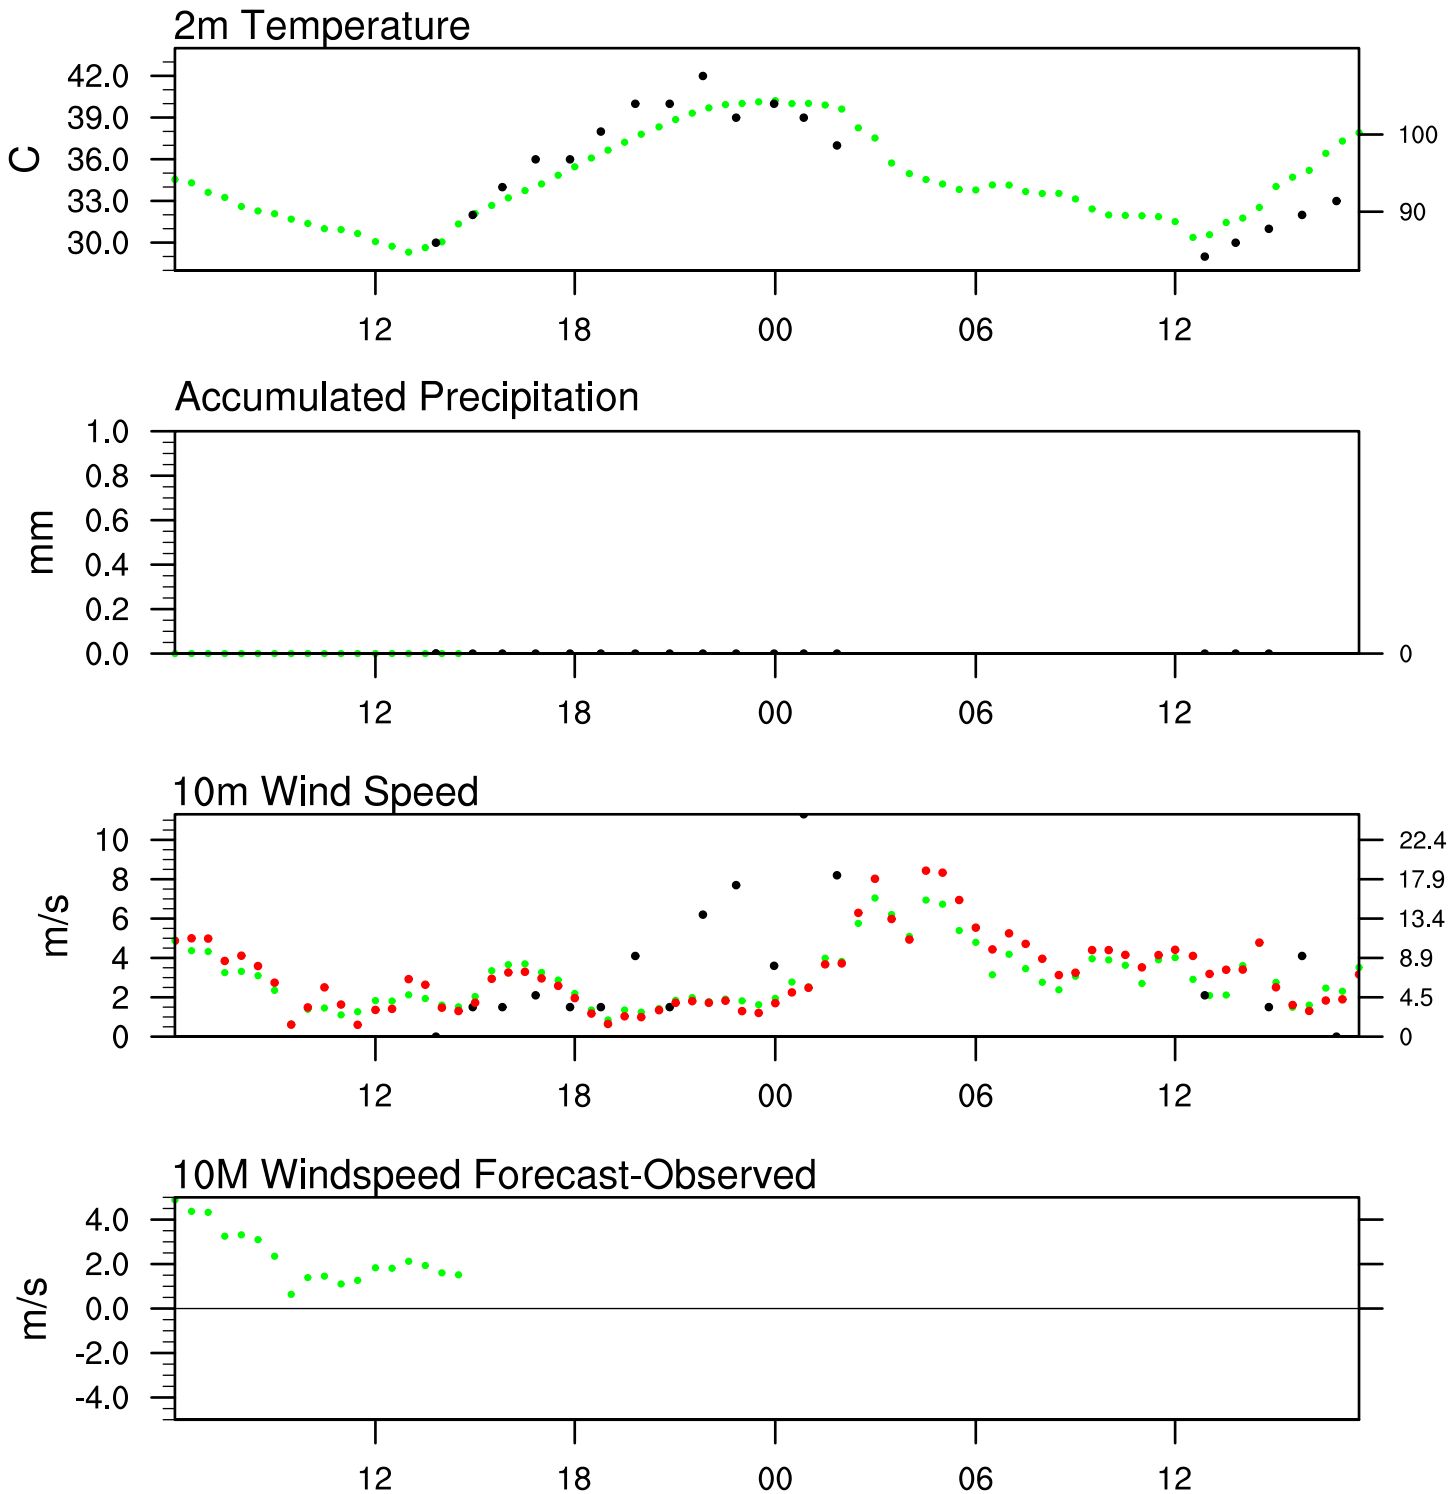 2m Temperature
42.0
39.0
100
36.0
C
33.0
90
30.0
12 18 00 06 12
Accumulated Precipitation
1.0
0.8
0.6
mm
0.4
0.2
0.0 0
12 18 00 06 12
10m Wind Speed
10 22.4
8 17.9
6 13.4
m/s
4 8.9
2 4.5
0 0
12 18 00 06 12
10M Windspeed Forecast-Observed
4.0
2.0
m/s
0.0
-2.0
-4.0
12 18 00 06 12